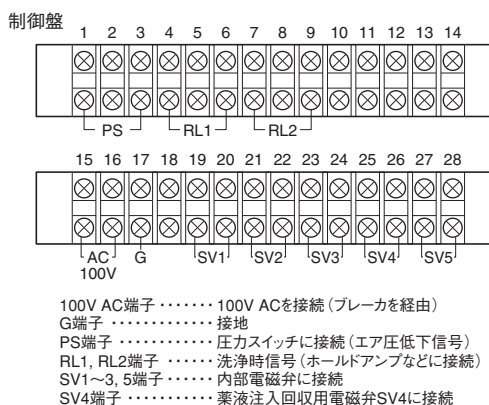 制御盤
1 2 3 4 5 6 7 8 9 10 11 12 13 14
PS RL1 RL2
15 16 17 18 19 20 21 22 23 24 25 26 27 28
AC G SV1 SV2 SV3 SV4 SV5
100V
100V AC端子 ······· 100V ACを接続（ブレーカを経由）
G端子 ············ 接地
PS端子 ··········· 圧力スイッチに接続（エア圧低下信号）
RL1, RL2端子 ······ 洗浄時信号（ホールドアンプなどに接続）
SV1～3, 5端子 ····· 内部電磁弁に接続
SV4端子 ·········· 薬液注入回収用電磁弁SV4に接続